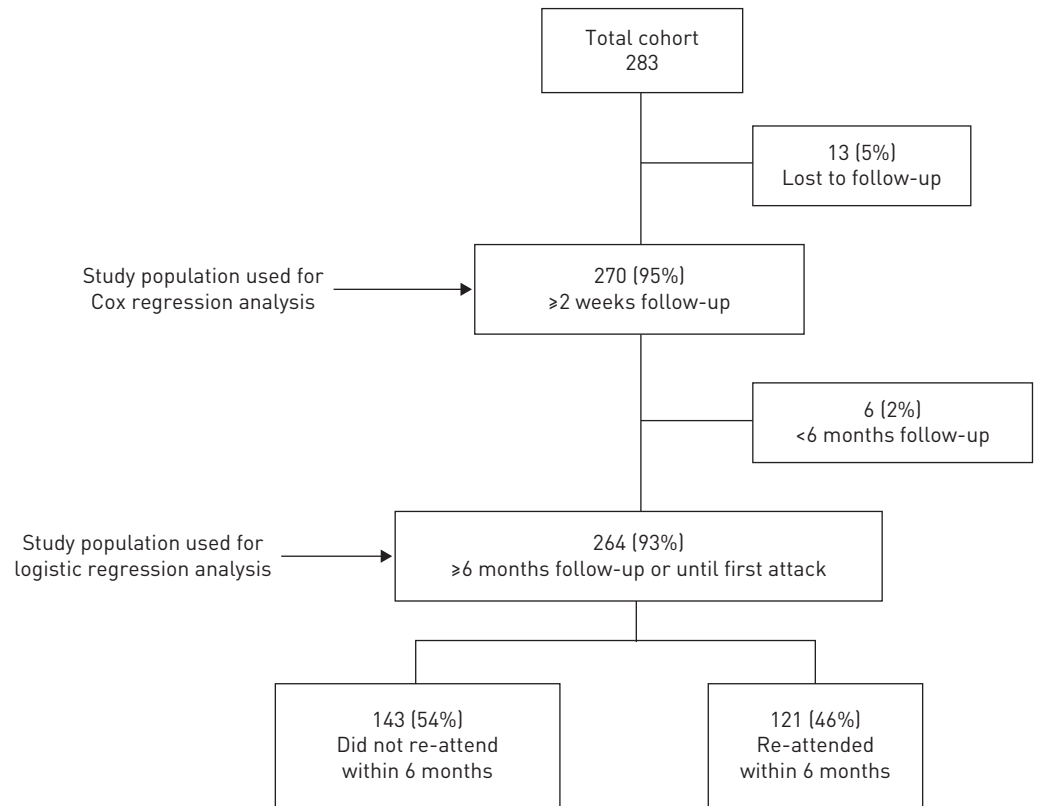 Total cohort
283
13 (5%)
Lost to follow-up
Study population used for
Cox regression analysis
270 (95%)
⩾2 weeks follow-up
6 (2%)
<6 months follow-up
Study population used for
logistic regression analysis
264 (93%)
⩾6 months follow-up or until first attack
143 (54%)
Did not re-attend
within 6 months
121 (46%)
Re-attended
within 6 months